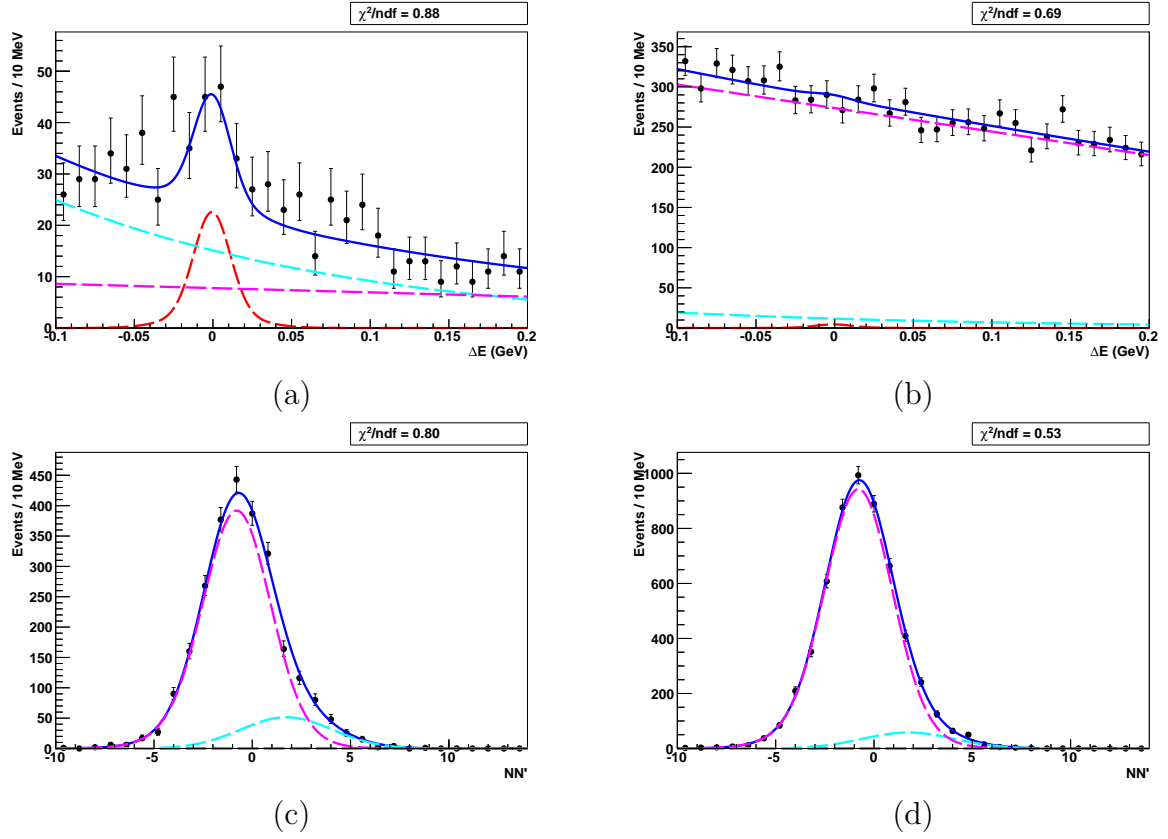 χ²/ndf = 0.88
Events / 10 MeV
50
40
30
20
10
0
-0.1 -0.05 0 0.05 0.1 0.15 0.2
ΔE (GeV)
(a)
χ²/ndf = 0.69
Events / 10 MeV
350
300
250
200
150
100
50
0
-0.1 -0.05 0 0.05 0.1 0.15 0.2
ΔE (GeV)
(b)
χ²/ndf = 0.80
Events / 10 MeV
450
400
350
300
250
200
150
100
50
0
-10 -5 0 5 10
NN'
(c)
χ²/ndf = 0.53
Events / 10 MeV
1000
800
600
400
200
0
-10 -5 0 5 10
NN'
(d)